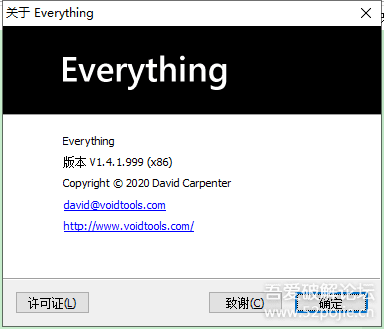 关于 Everything
Everything
Everything
版本 V1.4.1.999 (x86)
Copyright © 2020 David Carpenter
david@voidtools.com
http://www.voidtools.com/
许可证(L)
致谢(C)
确定
吾爱破解论坛
www.52pojie.cn